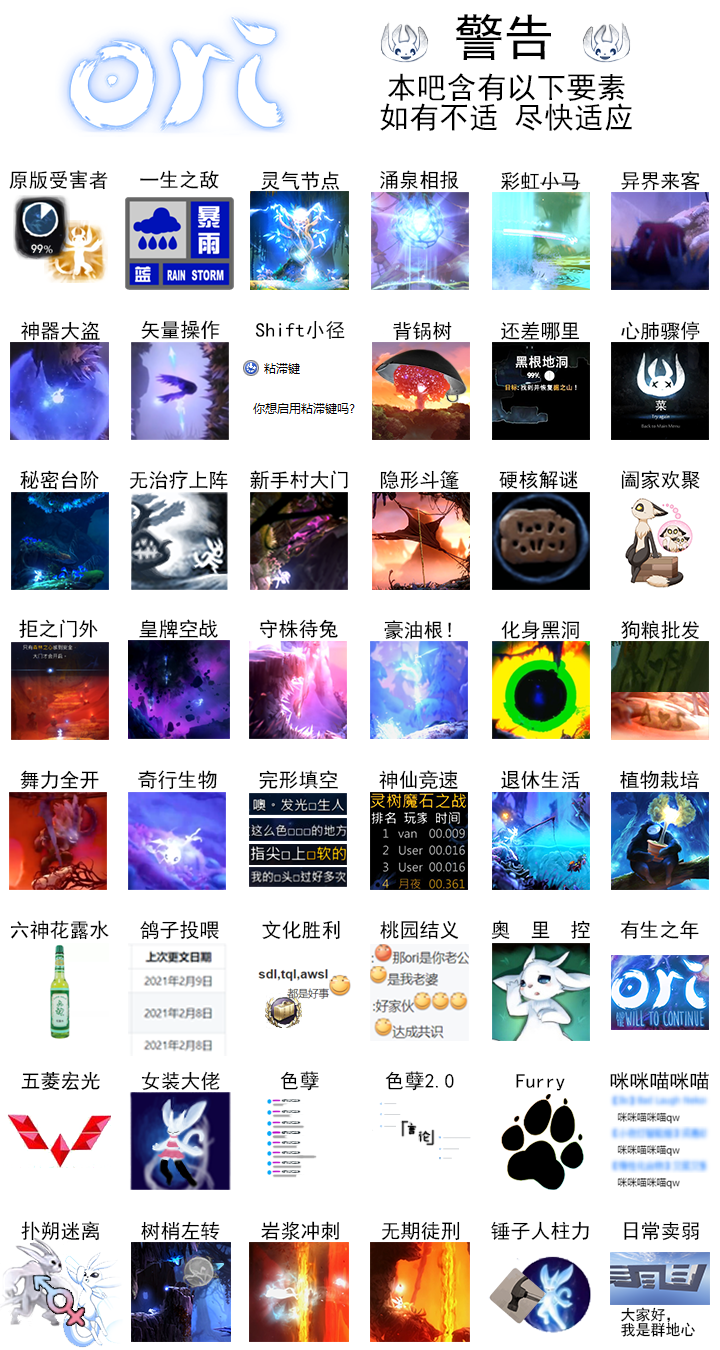 ori
警告
本吧含有以下要素
如有不适 尽快适应
原版受害者 一生之敌 灵气节点 涌泉相报 彩虹小马 异界来客
99%
暴雨
蓝 RAIN STORM
神器大盗 矢量操作 Shift小径 背锅树 还差哪里 心肺骤停
粘滞键
你想启用粘滞键吗?
黑根地洞
99%
目标:找到并恢复
菜
Try again
Back to Main Menu
秘密台阶 无治疗上阵 新手村大门 隐形斗篷 硬核解谜 阖家欢聚
拒之门外 皇牌空战 守株待兔 豪油根! 化身黑洞 狗粮批发
大门才会开启。
舞力全开 奇行生物 完形填空 神仙竞速 退休生活 植物栽培
噢。发光□生人
这么色□□□的地方
指尖□上□软的
我的□头□过好多次
灵树魔石之战
排名 玩家 时间
1 van 00.009
2 User 00.016
3 User 00.016
4 月夜 00.361
六神花露水 鸽子投喂 文化胜利 桃园结义 奥 里 控 有生之年
上次更文日期
2021年2月9日
2021年2月8日
2021年2月8日
sdl,tql,awsl
都是好事
:那ori是你老公
是我老婆
:好家伙
达成共识
ori
AND THE WILL TO CONTINUE
五菱宏光 女装大佬 色孽 色孽2.0 Furry 咪咪喵咪喵
「言论」
咪咪喵咪喵qw
咪咪喵咪喵qw
咪咪喵咪喵qw
扑朔迷离 树梢左转 岩浆冲刺 无期徒刑 锤子人柱力 日常卖弱
大家好,
我是群地心